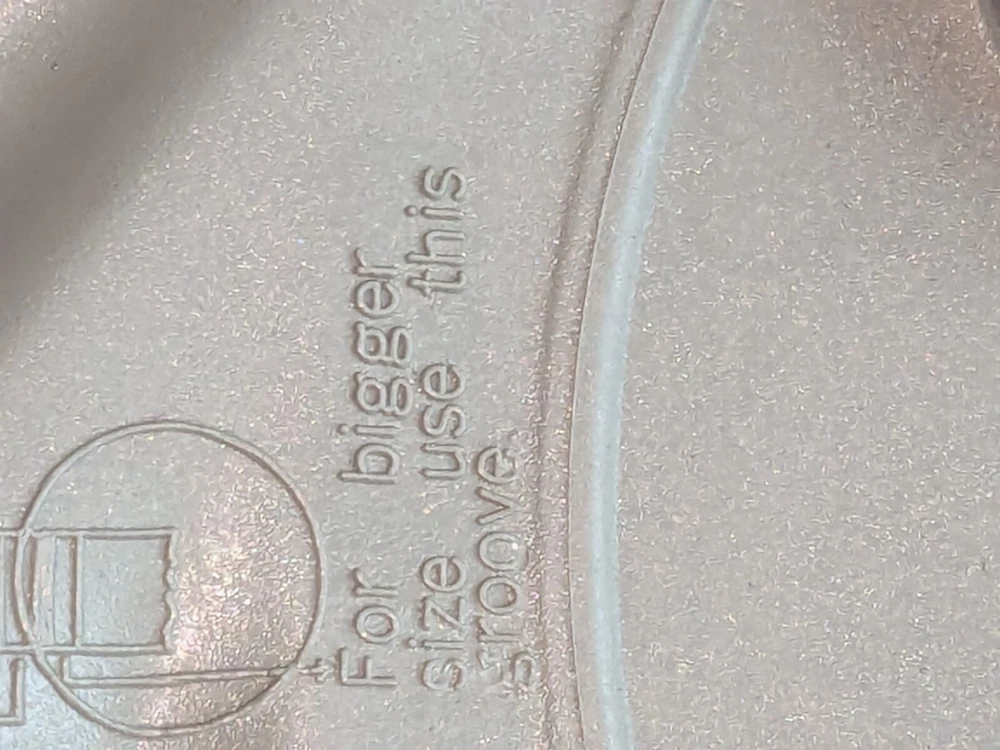 For bigger
size use this
groove.